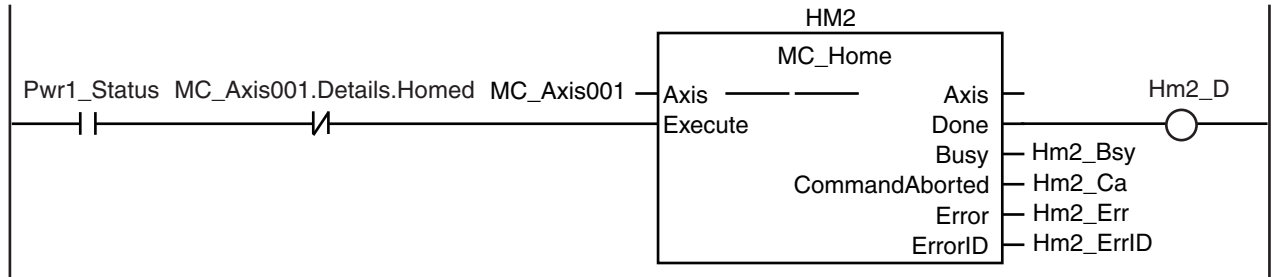 HM2
MC_Home
Pwr1_Status MC_Axis001.Details.Homed MC_Axis001 Axis Axis Hm2_D
Execute Done
Busy Hm2_Bsy
CommandAborted Hm2_Ca
Error Hm2_Err
ErrorID Hm2_ErrID